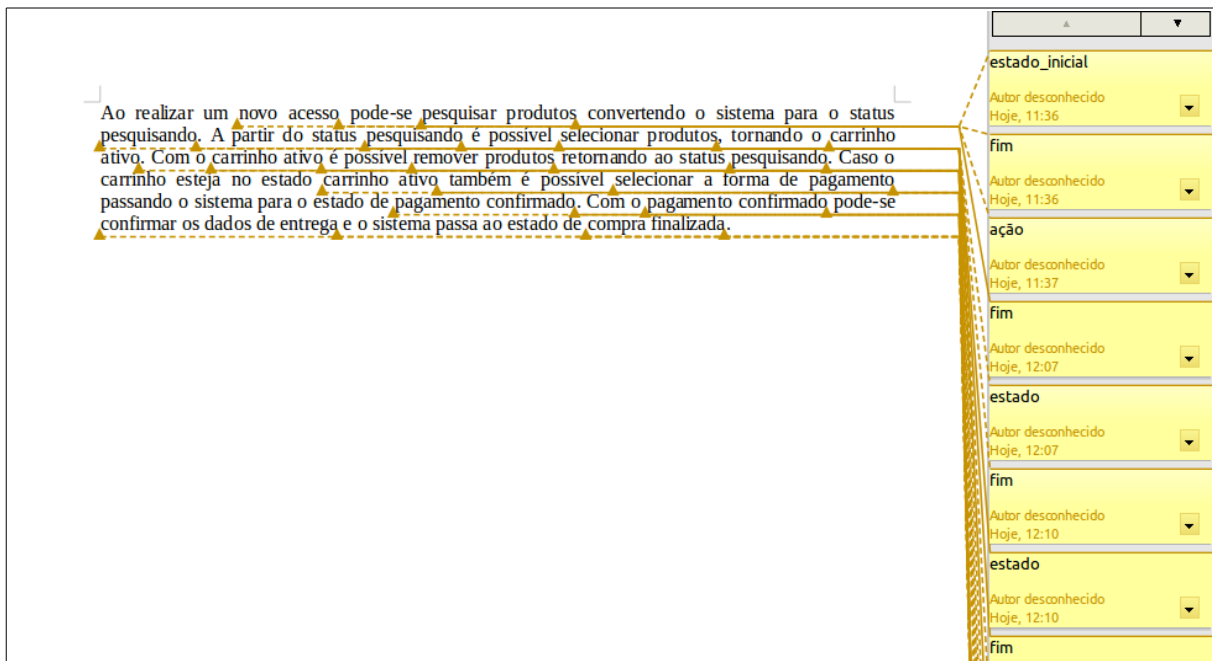 Ao realizar um novo acesso pode-se pesquisar produtos convertendo o sistema para o status
pesquisando. A partir do status pesquisando é possível selecionar produtos, tornando o carrinho
ativo. Com o carrinho ativo é possível remover produtos retornando ao status pesquisando. Caso o
carrinho esteja no estado carrinho ativo também é possível selecionar a forma de pagamento
passando o sistema para o estado de pagamento confirmado. Com o pagamento confirmado pode-se
confirmar os dados de entrega e o sistema passa ao estado de compra finalizada.
estado_inicial
Autor desconhecido
Hoje, 11:36
fim
Autor desconhecido
Hoje, 11:36
ação
Autor desconhecido
Hoje, 11:37
fim
Autor desconhecido
Hoje, 12:07
estado
Autor desconhecido
Hoje, 12:07
fim
Autor desconhecido
Hoje, 12:10
estado
Autor desconhecido
Hoje, 12:10
fim